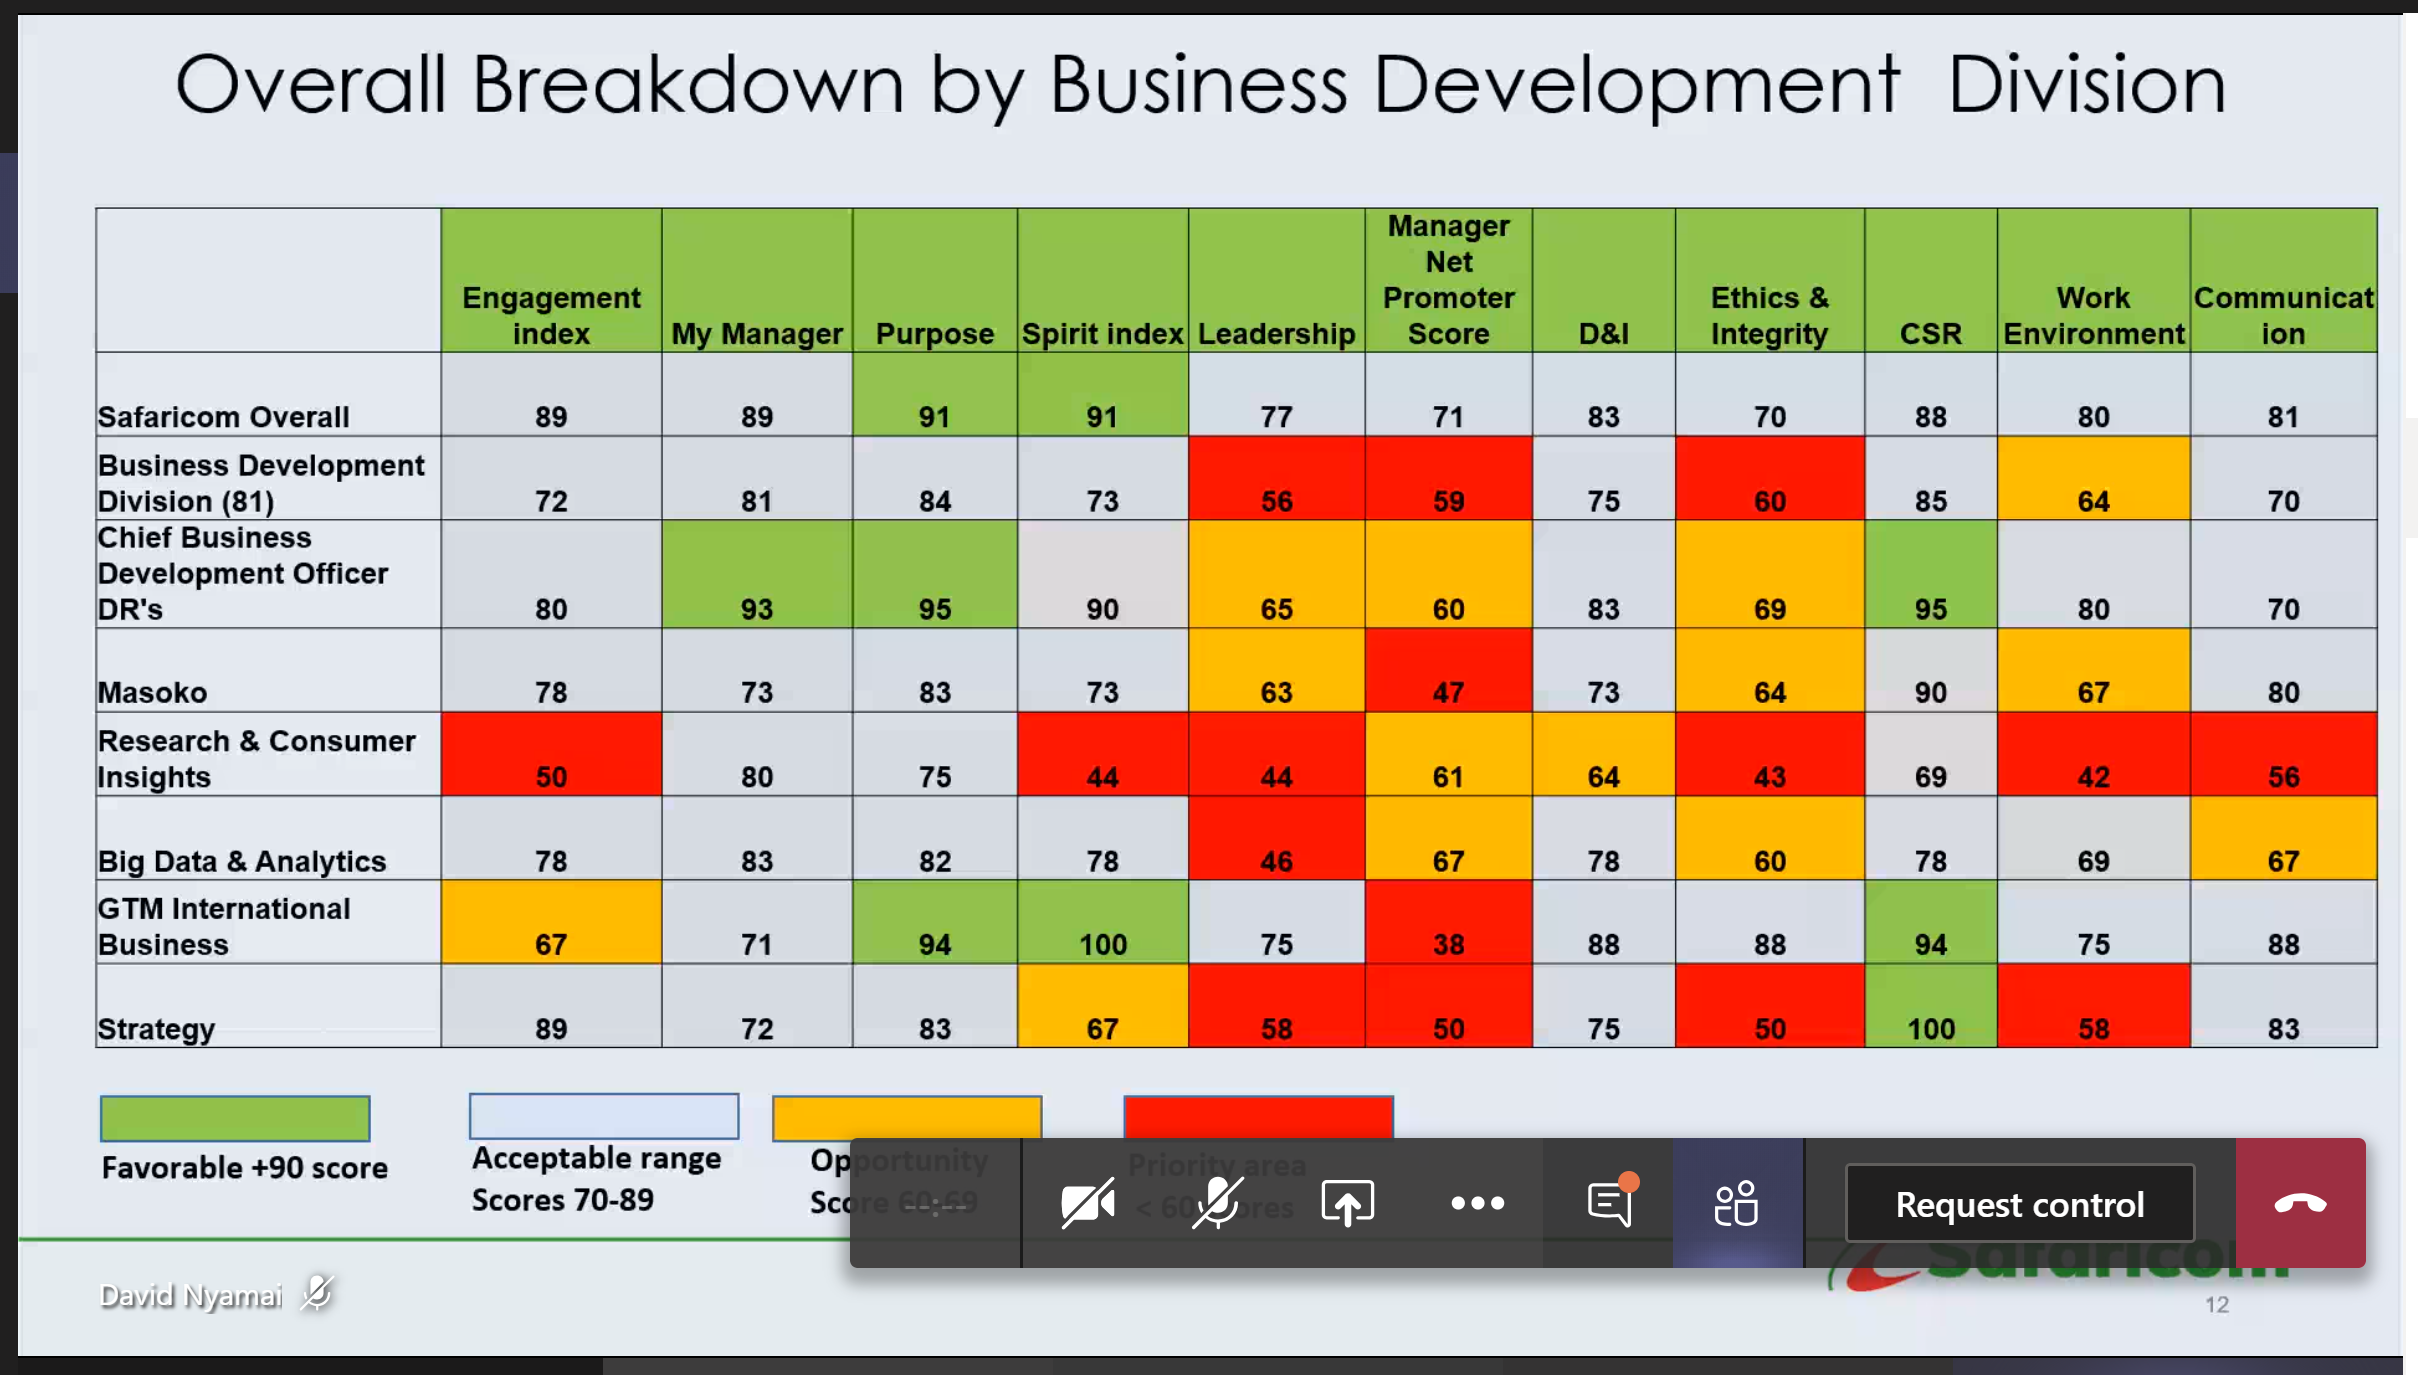 Overall Breakdown by Business Development Division
Engagement index My Manager Purpose Spirit index Leadership Manager Net Promoter Score D&I Ethics & Integrity CSR Work Environment Communication
Safaricom Overall 89 89 91 91 77 71 83 70 88 80 81
Business Development Division (81) 72 81 84 73 56 59 75 60 85 64 70
Chief Business Development Officer DR's 80 93 95 90 65 60 83 69 95 80 70
Masoko 78 73 83 73 63 47 73 64 90 67 80
Research & Consumer Insights 50 80 75 44 44 61 64 43 69 42 56
Big Data & Analytics 78 83 82 78 46 67 78 60 78 69 67
GTM International Business 67 71 94 100 75 38 88 88 94 75 88
Strategy 89 72 83 67 58 50 75 50 100 58 83
Favorable +90 score
Acceptable range
Scores 70-89
Opportunity
Score 60-69
Priority area
< 60 scores
--:--
Request control
Safaricom
David Nyamai
12